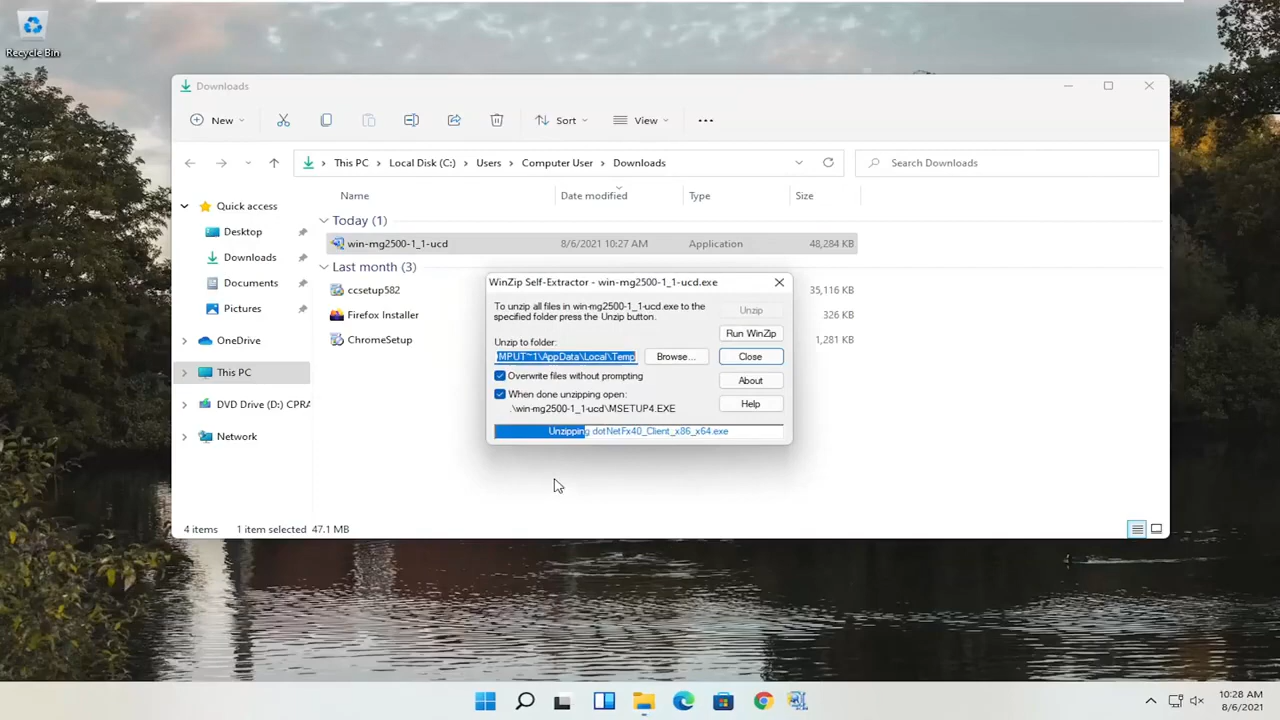 Recycle Bin
Downloads
New
Sort
View
This PC
Local Disk (C:)
Users
Computer User
Downloads
Search Downloads
Name
Date modified
Type
Size
Quick access
Desktop
Downloads
Documents
Pictures
OneDrive
This PC
DVD Drive (D:) CPRA
Network
Today (1)
win-mg2500-1_1-ucd
8/6/2021 10:27 AM
Application
48,284 KB
Last month (3)
ccsetup582
35,116 KB
Firefox Installer
326 KB
ChromeSetup
1,281 KB
WinZip Self-Extractor - win-mg2500-1_1-ucd.exe
To unzip all files in win-mg2500-1_1-ucd.exe to the
specified folder press the Unzip button.
Unzip to folder:
MPUT~1\AppData\Local\Temp
Browse...
Overwrite files without prompting
When done unzipping open:
.\win-mg2500-1_1-ucd\MSETUP4.EXE
Unzip
Run WinZip
Close
About
Help
Unzipping dotNetFx40_Client_x86_x64.exe
4 items
1 item selected
47.1 MB
10:28 AM
8/6/2021